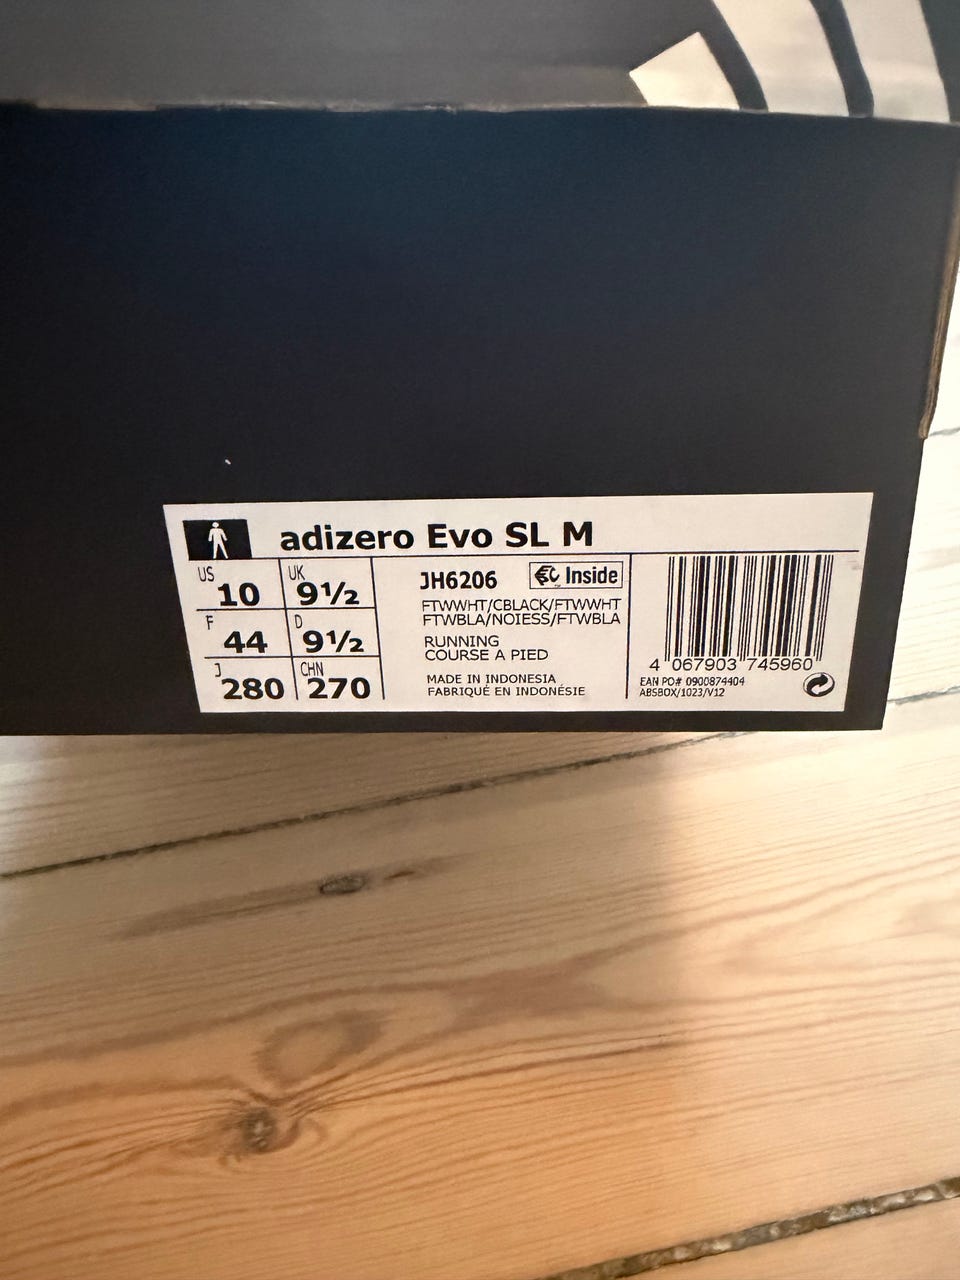 adizero Evo SL M
US 10 UK 9½
F 44 D 9½
J 280 CHN 270
JH6206 Inside
FTWWHT/CBLACK/FTWWHT
FTWBLA/NOIESS/FTWBLA
RUNNING
COURSE A PIED
MADE IN INDONESIA
FABRIQUÉ EN INDONÉSIE
4 067903 745960
EAN PO# 0900874404
ABSBOX/1023/V12